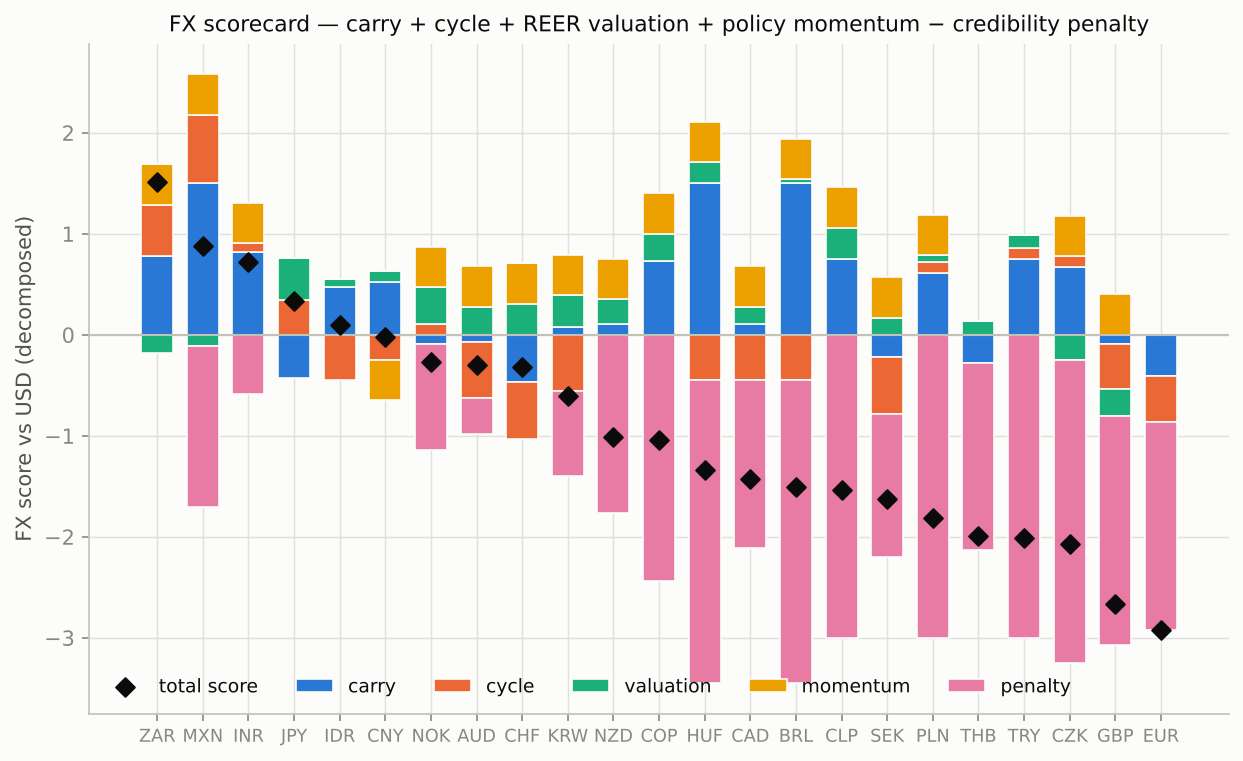 FX scorecard — carry + cycle + REER valuation + policy momentum − credibility penalty
FX score vs USD (decomposed)
2
1
0
−1
−2
−3
total score
carry
cycle
valuation
momentum
penalty
ZAR MXN INR JPY IDR CNY NOK AUD CHF KRW NZD COP HUF CAD BRL CLP SEK PLN THB TRY CZK GBP EUR